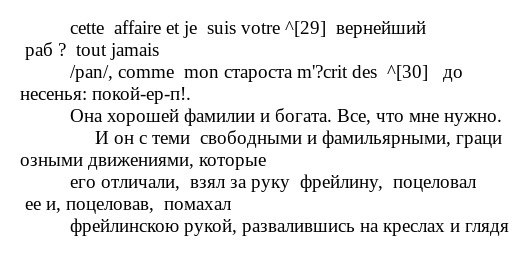 cette affaire et je suis votre ^[29] вернейший
раб ? tout jamais
/pan/, comme mon староста m'?crit des ^[30] до
несенья: покой-ер-п!.
Она хорошей фамилии и богата. Все, что мне нужно.
И он с теми свободными и фамильярными, граци
озными движениями, которые
его отличали, взял за руку фрейлину, поцеловал
ее и, поцеловав, помахал
фрейлинскою рукой, развалившись на креслах и глядя